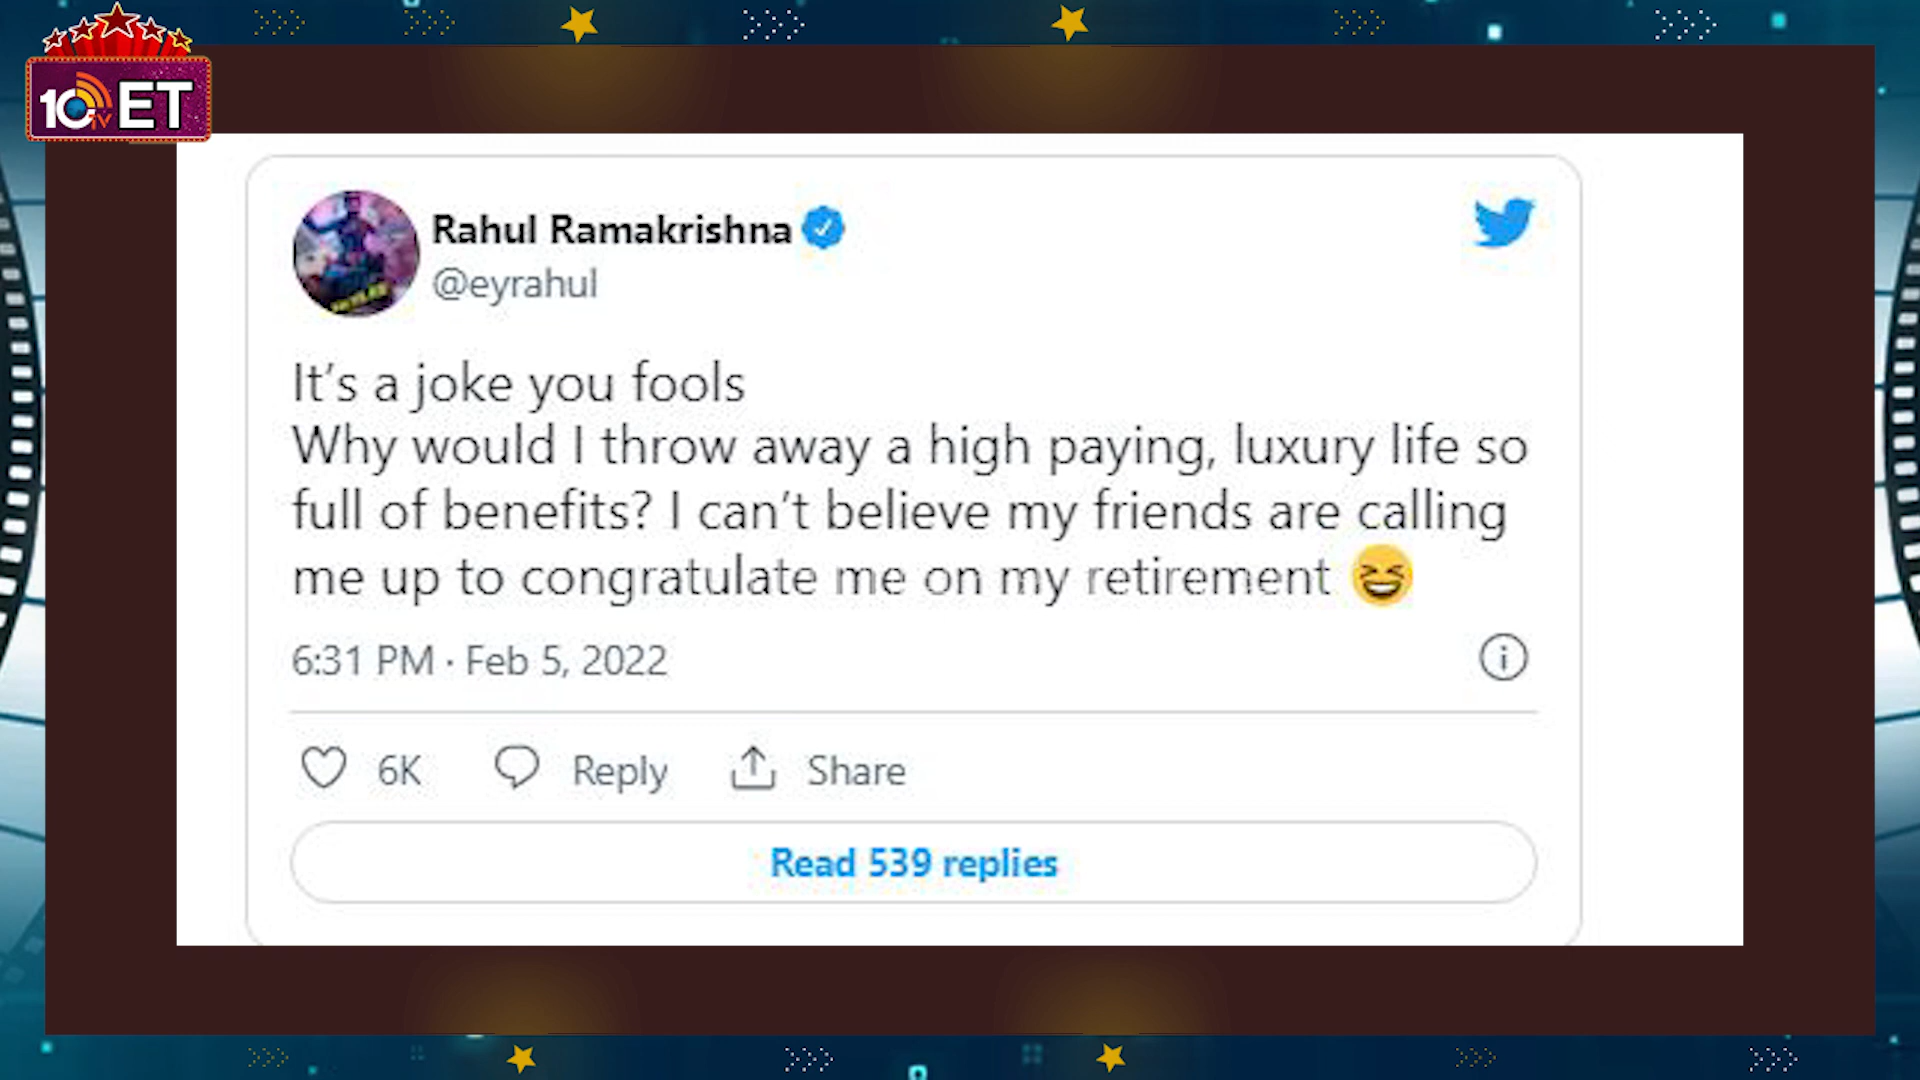 10TV ET
Rahul Ramakrishna
@eyrahul
It's a joke you fools
Why would I throw away a high paying, luxury life so
full of benefits? I can't believe my friends are calling
me up to congratulate me on my retirement 😆
6:31 PM · Feb 5, 2022
6K Reply Share
Read 539 replies